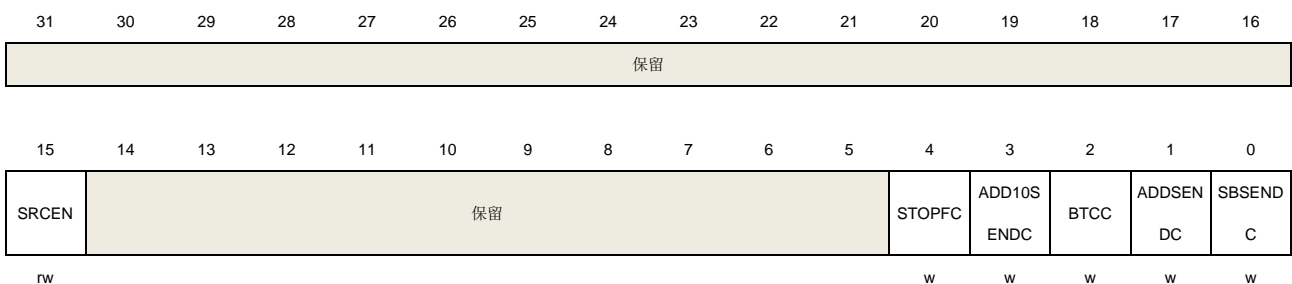 31 30 29 28 27 26 25 24 23 22 21 20 19 18 17 16
保留
15 14 13 12 11 10 9 8 7 6 5 4 3 2 1 0
SRCEN 保留 STOPFC ADD10S BTCC ADDSEN SBSEND
ENDC DC C
rw w w w w w